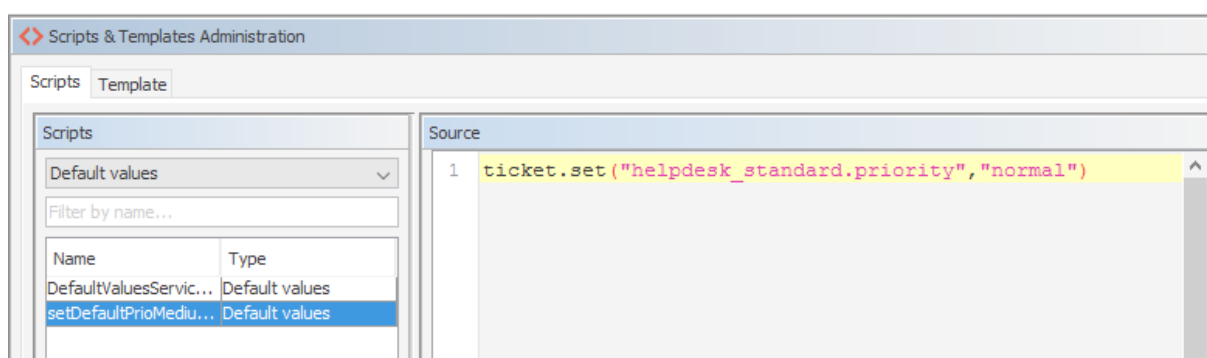 Scripts & Templates Administration
Scripts Template
Scripts
Default values
Filter by name...
Name Type
DefaultValuesServic... Default values
setDefaultPrioMediu... Default values
Source
1 ticket.set("helpdesk_standard.priority","normal")